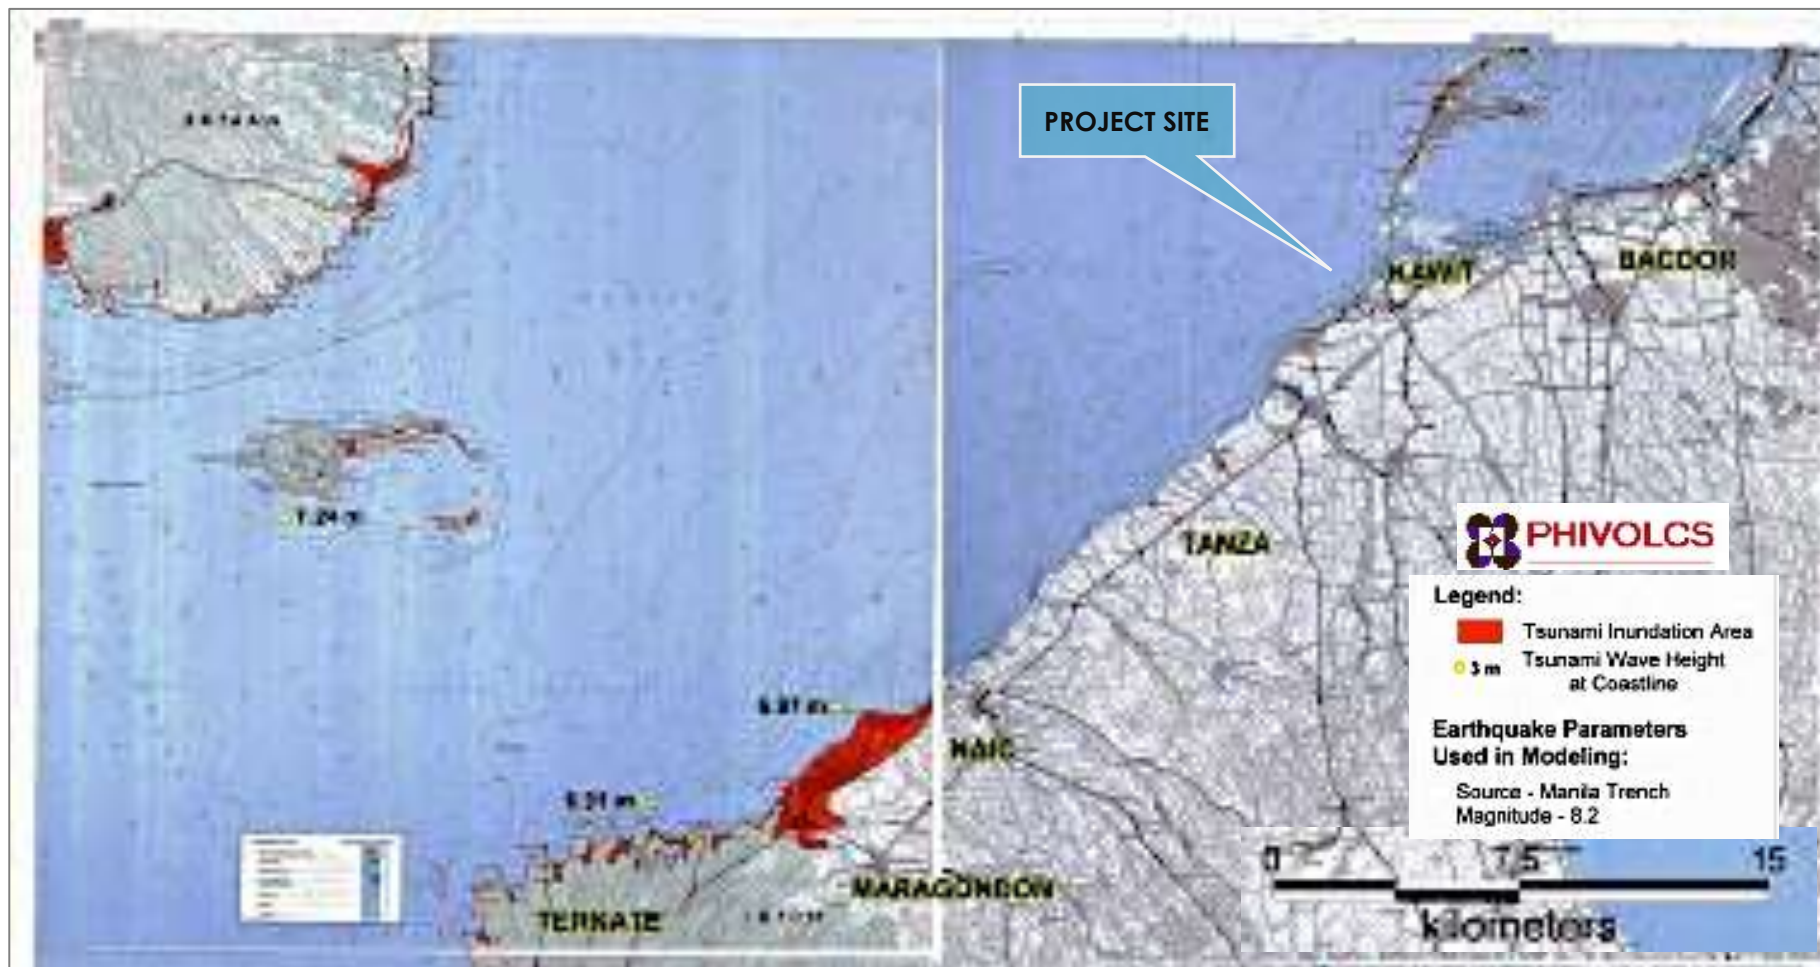 PROJECT SITE
KAWIT
BACOOR
TANZA
PHIVOLCS
Legend:
Tsunami Inundation Area
3 m Tsunami Wave Height
at Coastline
Earthquake Parameters
Used in Modeling:
Source - Manila Trench
Magnitude - 8.2
NAIC
MARAGONDON
TERNATE
0 7.5 15
kilometers